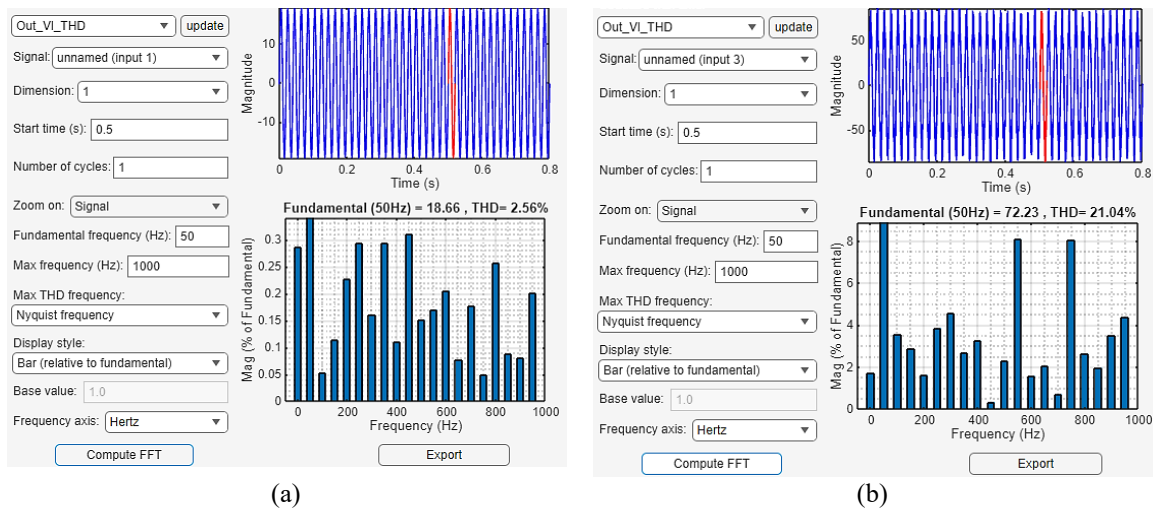 Out_VI_THD
update
Signal: unnamed (input 1)
Dimension: 1
Start time (s): 0.5
Number of cycles: 1
Zoom on: Signal
Fundamental frequency (Hz): 50
Max frequency (Hz): 1000
Max THD frequency:
Nyquist frequency
Display style:
Bar (relative to fundamental)
Base value: 1.0
Frequency axis: Hertz
Compute FFT
Magnitude
10
0
-10
0 0.2 0.4 0.6 0.8
Time (s)
Fundamental (50Hz) = 18.66 , THD= 2.56%
Mag (% of Fundamental)
0.3
0.25
0.2
0.15
0.1
0.05
0
0 200 400 600 800 1000
Frequency (Hz)
Export
(a)
Out_VI_THD
update
Signal: unnamed (input 3)
Dimension: 1
Start time (s): 0.5
Number of cycles: 1
Zoom on: Signal
Fundamental frequency (Hz): 50
Max frequency (Hz): 1000
Max THD frequency:
Nyquist frequency
Display style:
Bar (relative to fundamental)
Base value: 1.0
Frequency axis: Hertz
Compute FFT
Magnitude
50
0
-50
0 0.2 0.4 0.6 0.8
Time (s)
Fundamental (50Hz) = 72.23 , THD= 21.04%
Mag (% of Fundamental)
8
6
4
2
0
0 200 400 600 800 1000
Frequency (Hz)
Export
(b)